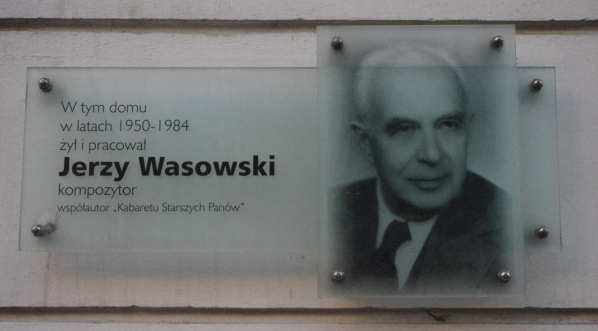 W tym domu
w latach 1950-1984
żył i pracował
Jerzy Wasowski
kompozytor
współautor „Kabaretu Starszych Panów”